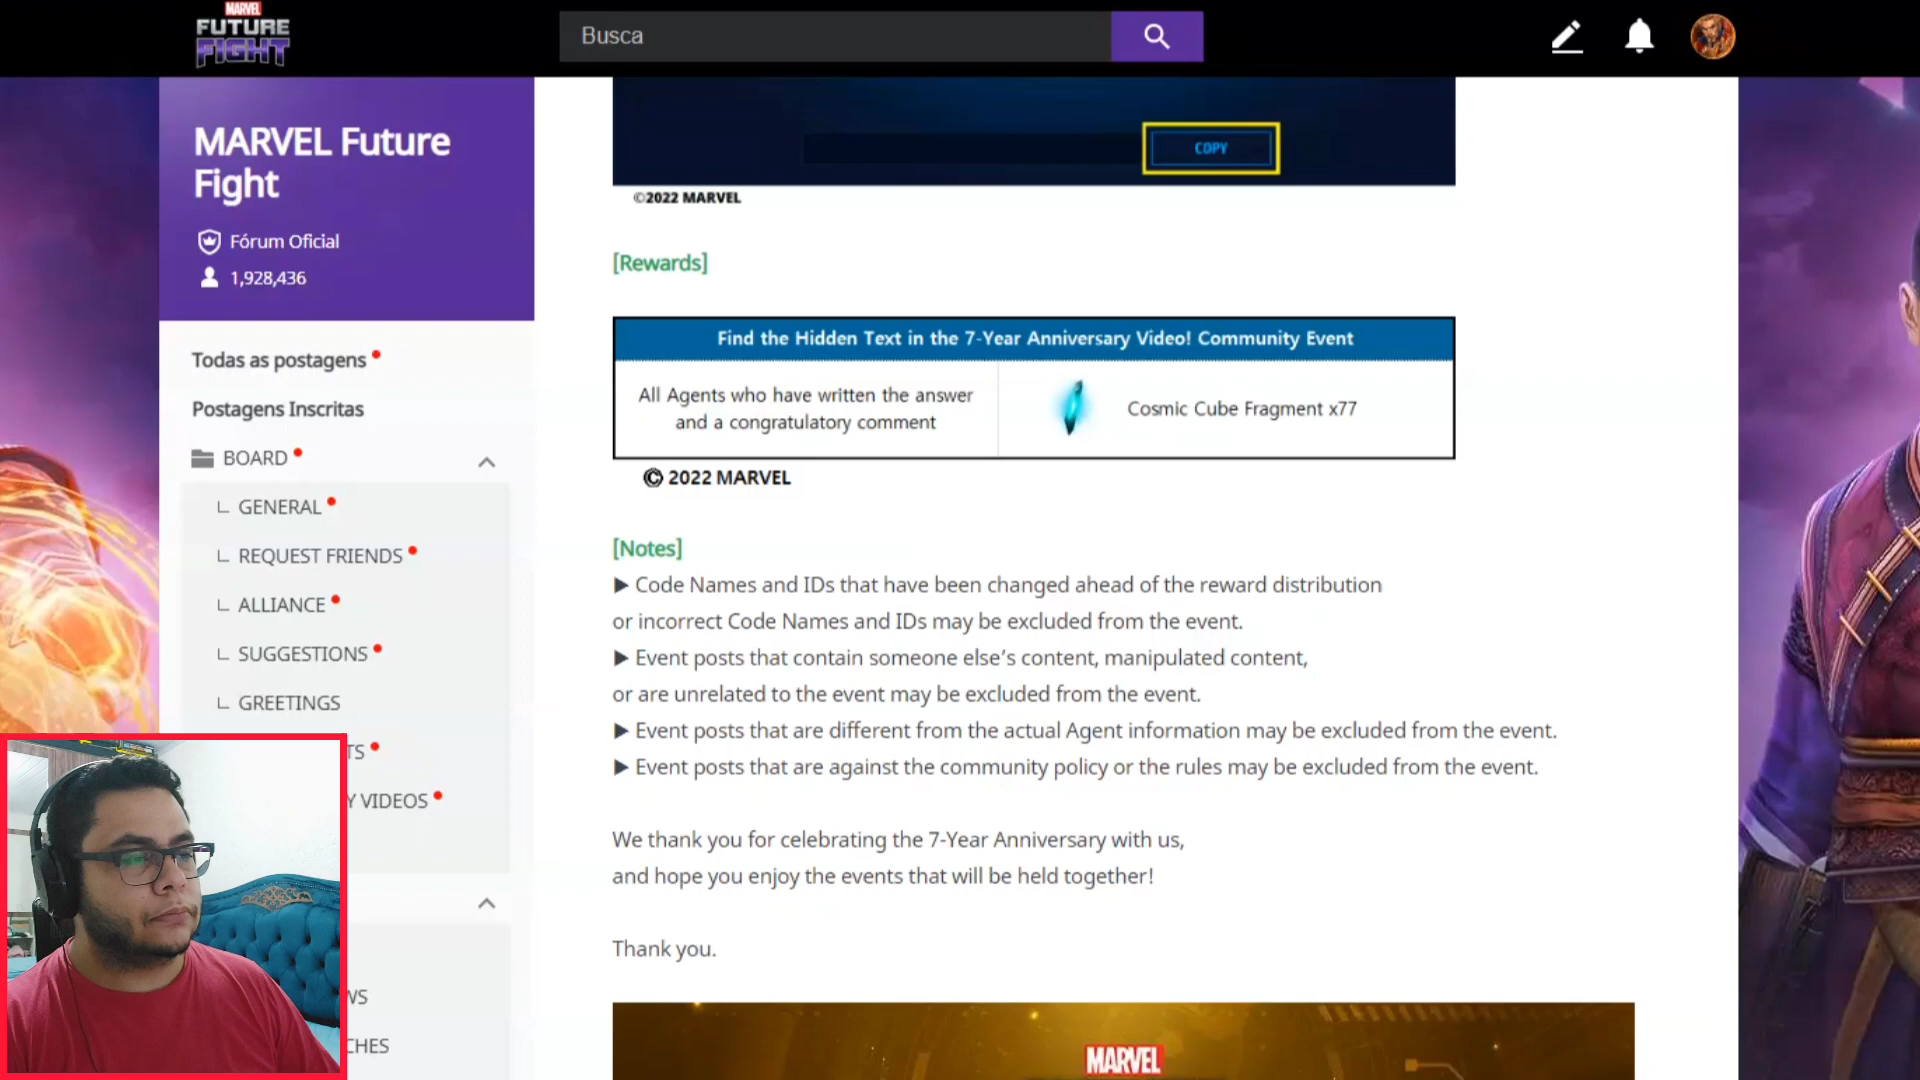 MARVEL
FUTURE
FIGHT
Busca
MARVEL Future
Fight
Fórum Oficial
1,928,436
Todas as postagens
Postagens Inscritas
BOARD
GENERAL
REQUEST FRIENDS
ALLIANCE
SUGGESTIONS
GREETINGS
TS
Y VIDEOS
WS
CHES
COPY
©2022 MARVEL
[Rewards]
Find the Hidden Text in the 7-Year Anniversary Video! Community Event
All Agents who have written the answer
and a congratulatory comment
Cosmic Cube Fragment x77
© 2022 MARVEL
[Notes]
▶ Code Names and IDs that have been changed ahead of the reward distribution
or incorrect Code Names and IDs may be excluded from the event.
▶ Event posts that contain someone else’s content, manipulated content,
or are unrelated to the event may be excluded from the event.
▶ Event posts that are different from the actual Agent information may be excluded from the event.
▶ Event posts that are against the community policy or the rules may be excluded from the event.
We thank you for celebrating the 7-Year Anniversary with us,
and hope you enjoy the events that will be held together!
Thank you.
MARVEL